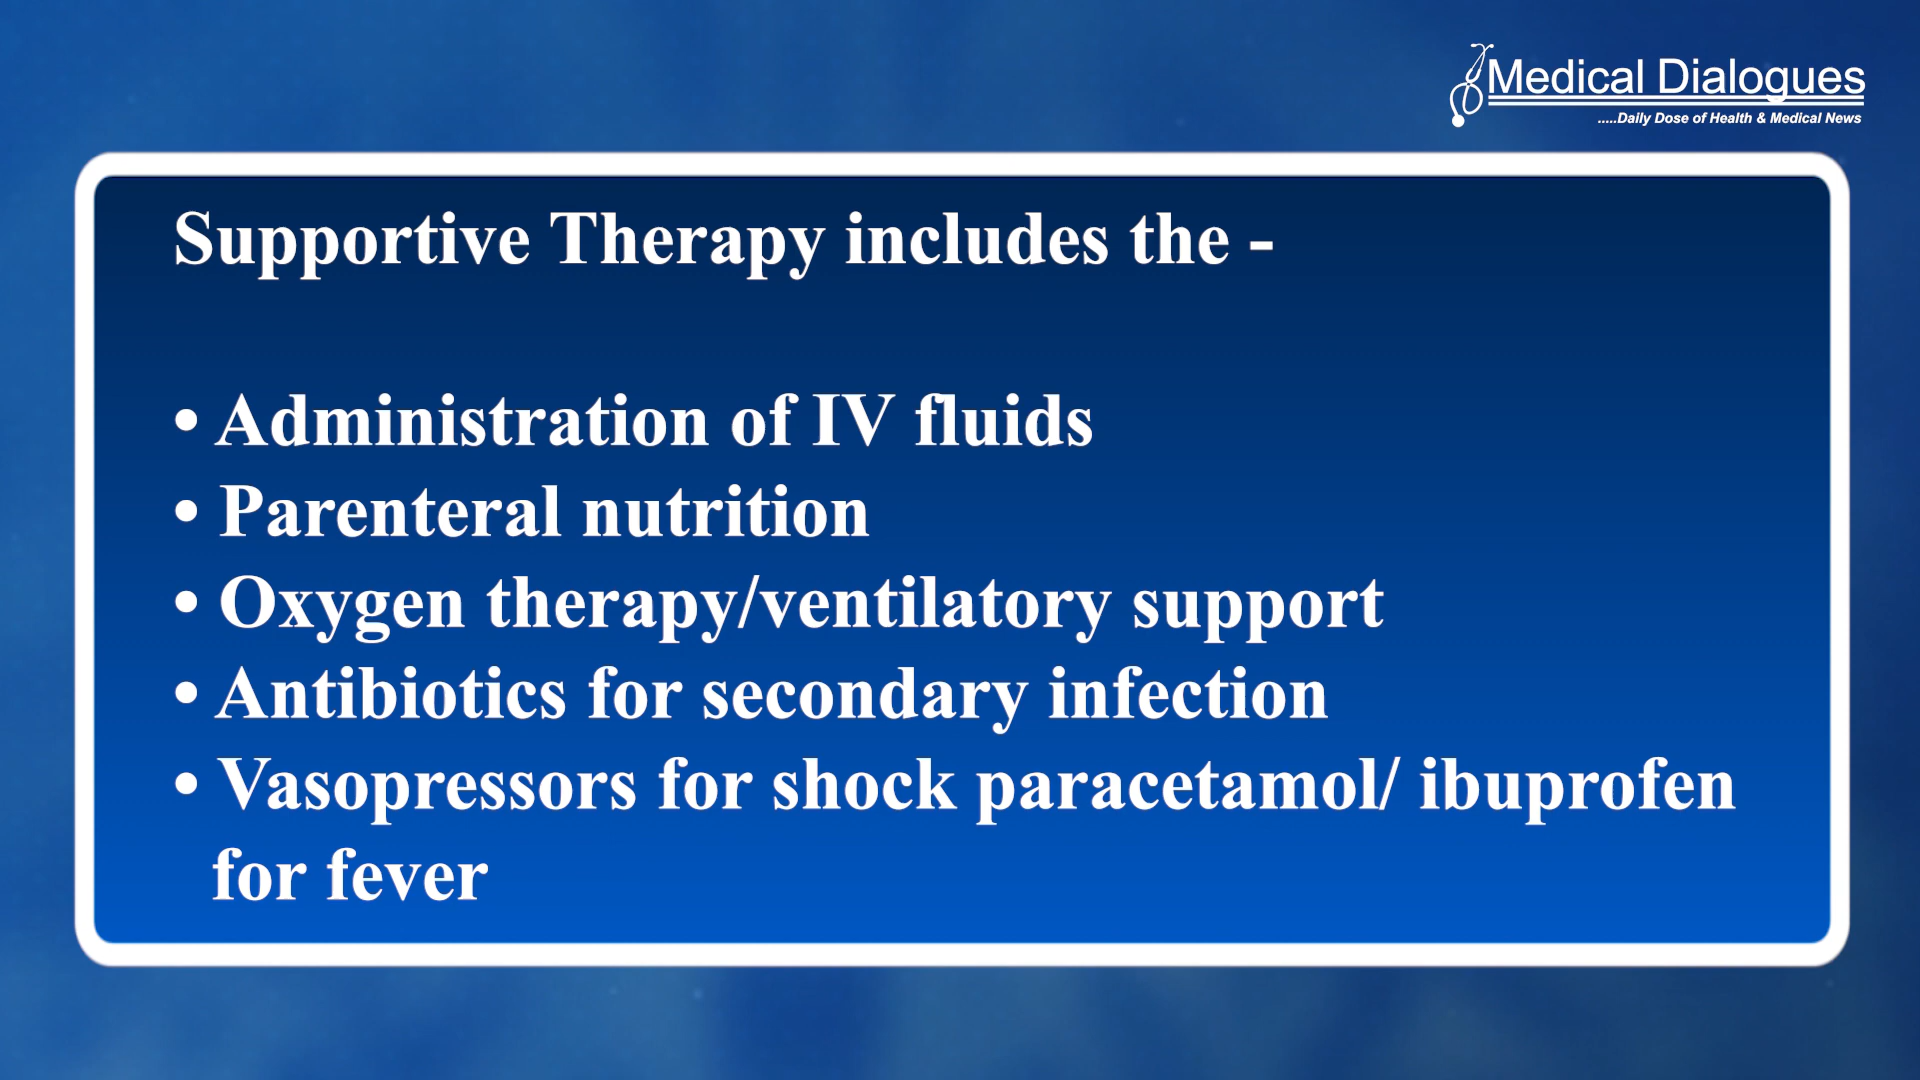 Medical Dialogues
.....Daily Dose of Health & Medical News
Supportive Therapy includes the -
• Administration of IV fluids
• Parenteral nutrition
• Oxygen therapy/ventilatory support
• Antibiotics for secondary infection
• Vasopressors for shock paracetamol/ ibuprofen
for fever